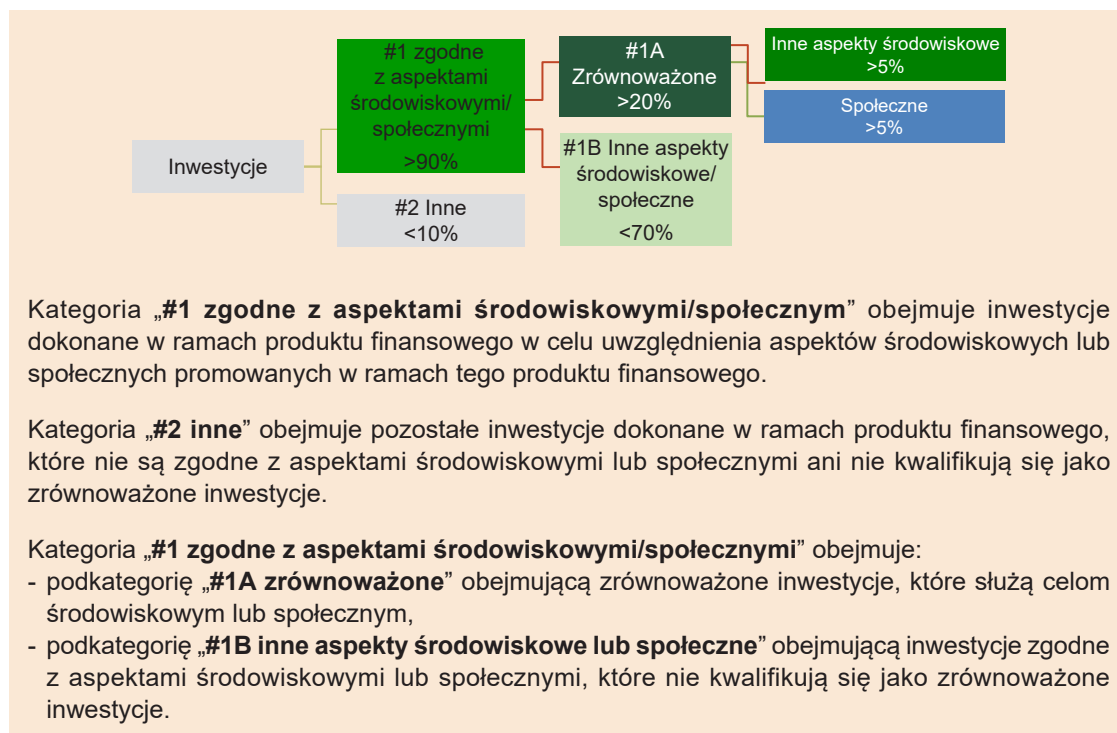 Inwestycje
#1 zgodne
z aspektami
środowiskowymi/
społecznymi
>90%
#2 Inne
<10%
#1A
Zrównoważone
>20%
#1B Inne aspekty
środowiskowe/
społeczne
<70%
Inne aspekty środowiskowe
>5%
Społeczne
>5%
Kategoria „#1 zgodne z aspektami środowiskowymi/społecznym” obejmuje inwestycje
dokonane w ramach produktu finansowego w celu uwzględnienia aspektów środowiskowych lub
społecznych promowanych w ramach tego produktu finansowego.
Kategoria „#2 inne” obejmuje pozostałe inwestycje dokonane w ramach produktu finansowego,
które nie są zgodne z aspektami środowiskowymi lub społecznymi ani nie kwalifikują się jako
zrównoważone inwestycje.
Kategoria „#1 zgodne z aspektami środowiskowymi/społecznymi” obejmuje:
- podkategorię „#1A zrównoważone” obejmującą zrównoważone inwestycje, które służą celom
środowiskowym lub społecznym,
- podkategorię „#1B inne aspekty środowiskowe lub społeczne” obejmującą inwestycje zgodne
z aspektami środowiskowymi lub społecznymi, które nie kwalifikują się jako zrównoważone
inwestycje.